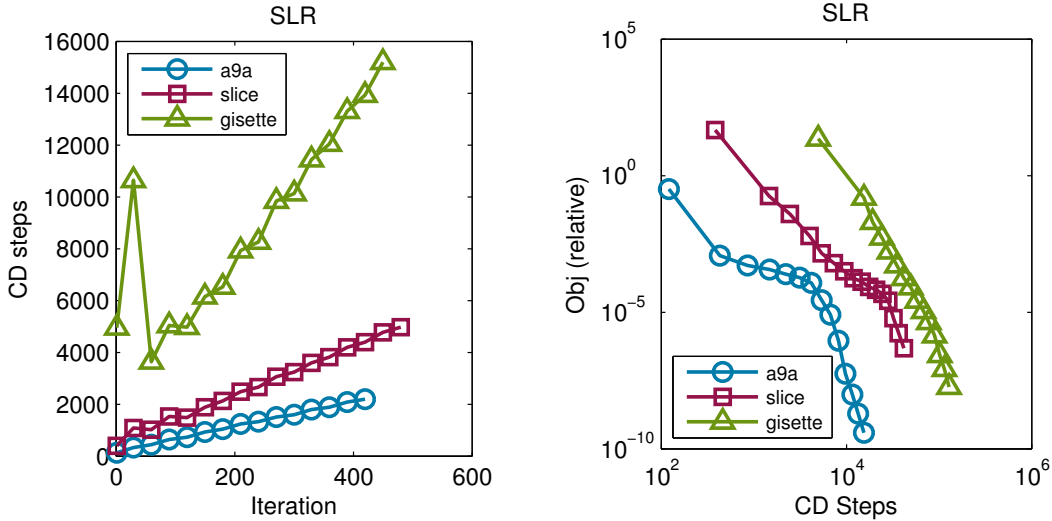 SLR
16000
14000
12000
10000
8000
6000
4000
2000
0
CD steps
a9a
slice
gisette
0 200 400 600
Iteration
SLR
10^5
10^0
10^-5
10^-10
Obj (relative)
a9a
slice
gisette
10^2 10^4 10^6
CD Steps